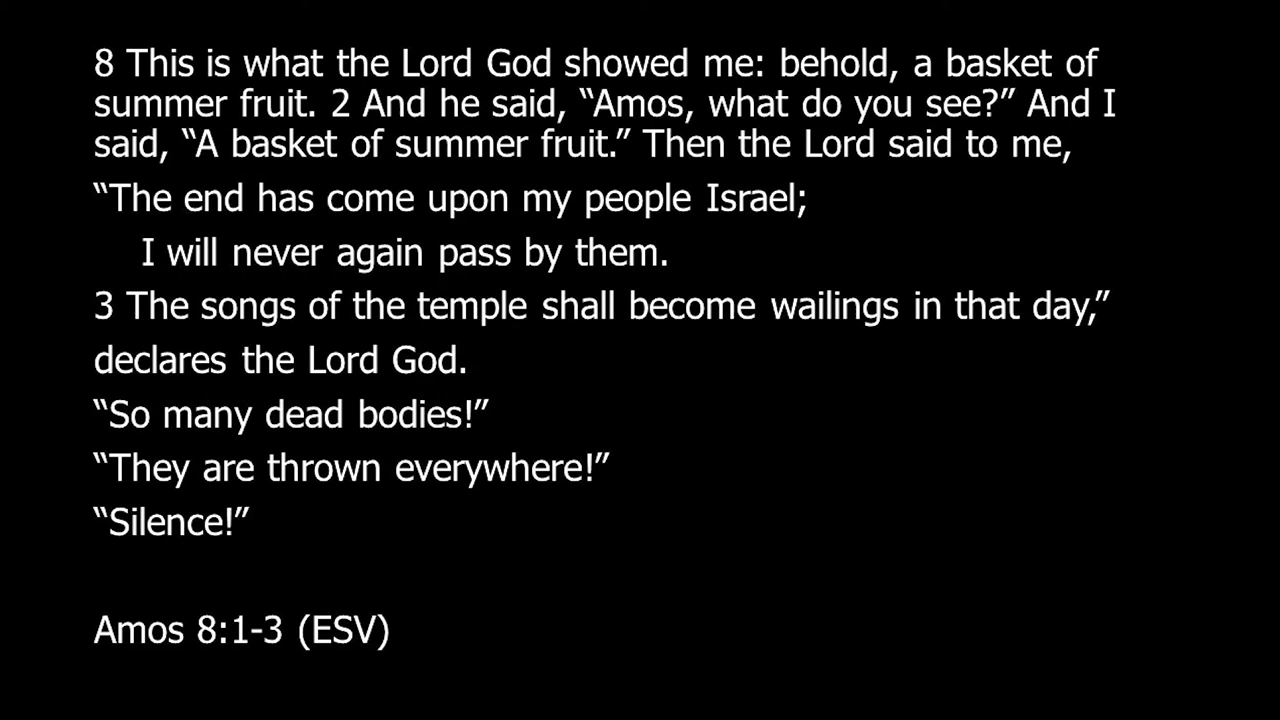 8 This is what the Lord God showed me: behold, a basket of
summer fruit. 2 And he said, “Amos, what do you see?” And I
said, “A basket of summer fruit.” Then the Lord said to me,
“The end has come upon my people Israel;
I will never again pass by them.
3 The songs of the temple shall become wailings in that day,”
declares the Lord God.
“So many dead bodies!”
“They are thrown everywhere!”
“Silence!”
Amos 8:1-3 (ESV)